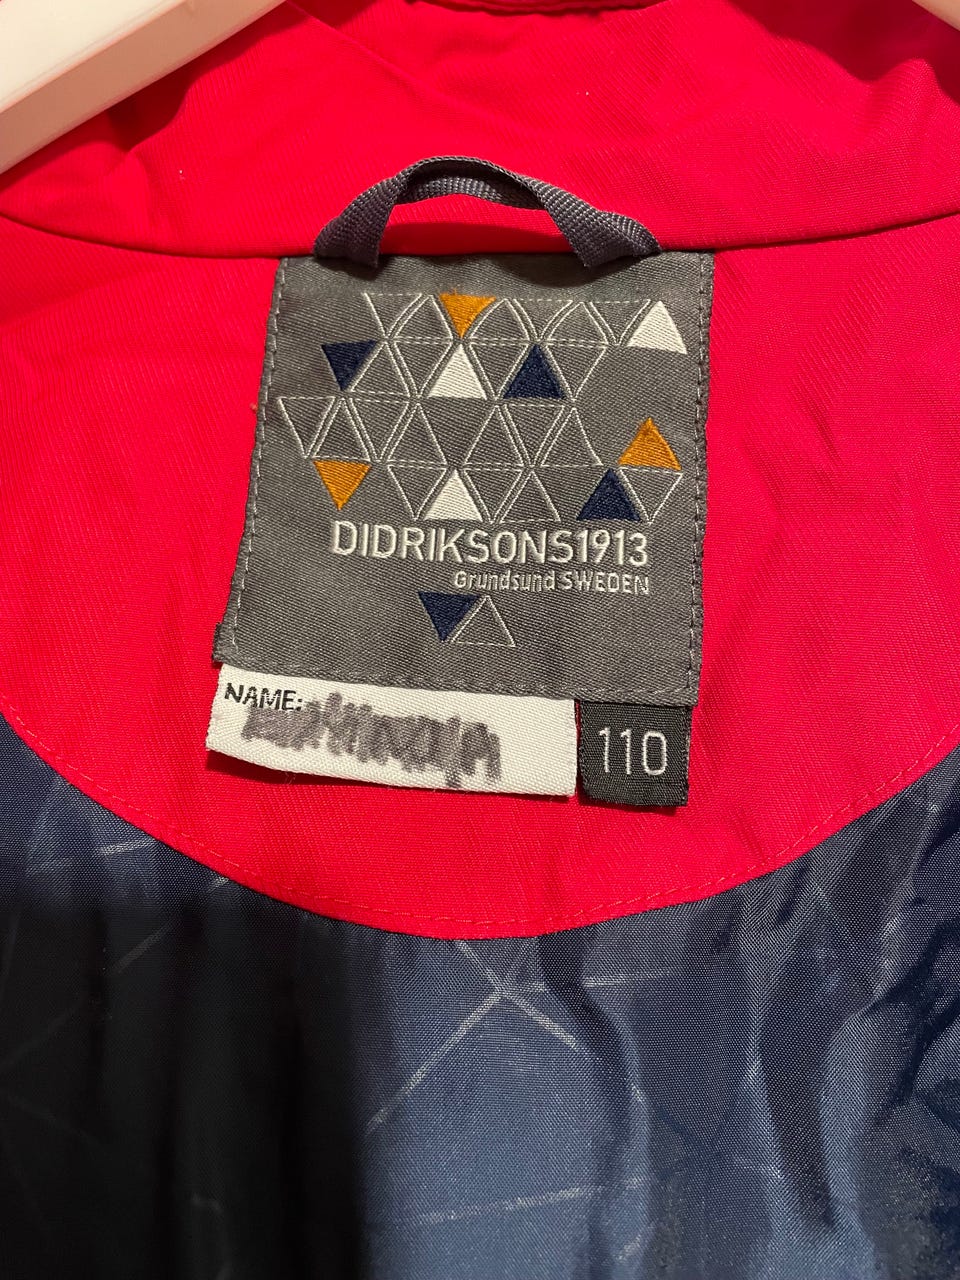 DIDRIKSONS1913
Grundsund SWEDEN
NAME:
110